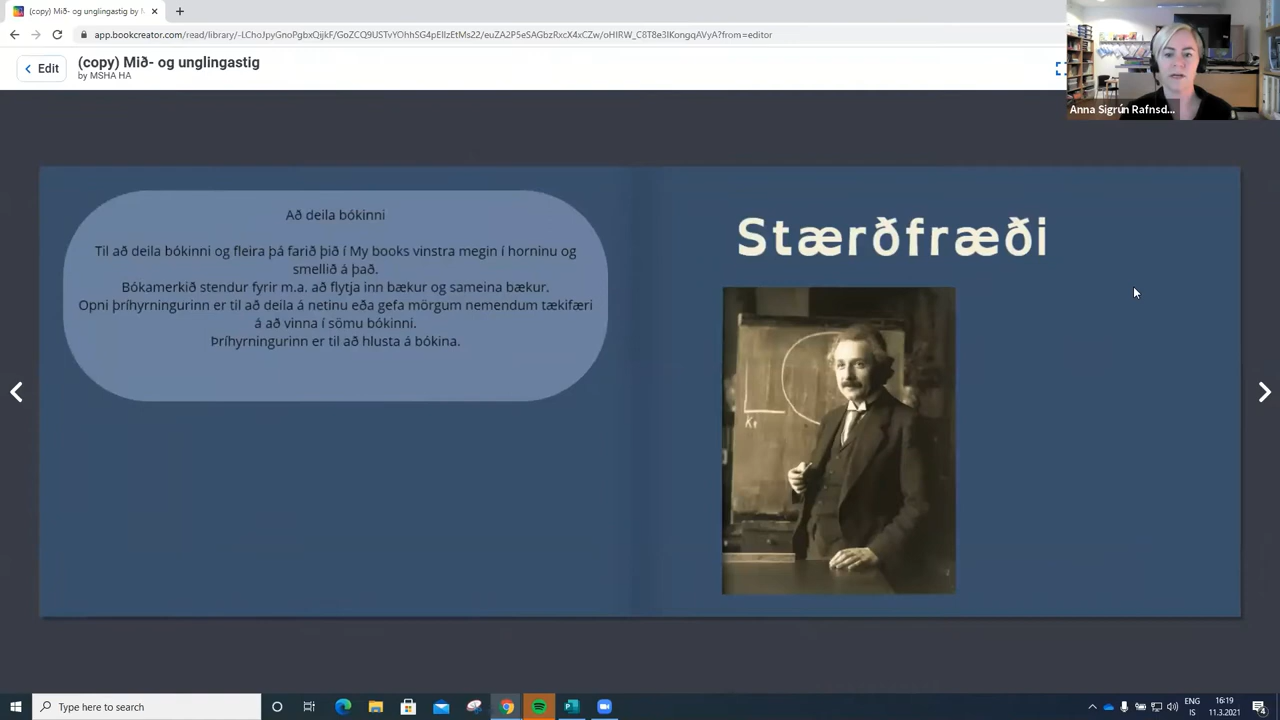 (copy) Mið- og unglingastig by M
app.bookcreator.com/read/library/
?from=editor
Edit
(copy) Mið- og unglingastig
by MSHA HA
Anna Sigrún Rafnsd...
Að deila bókinni
Til að deila bókinni og fleira þá farið þið í My books vinstra megin í horninu og
smellið á það.
Bókamerkið stendur fyrir m.a. að flytja inn bækur og sameina bækur.
Opni þríhyrningurinn er til að deila á netinu eða gefa mörgum nemendum tækifæri
á að vinna í sömu bókinni.
Þríhyrningurinn er til að hlusta á bókina.
Stærðfræði
Type here to search
ENG
IS
16:19
11.3.2021